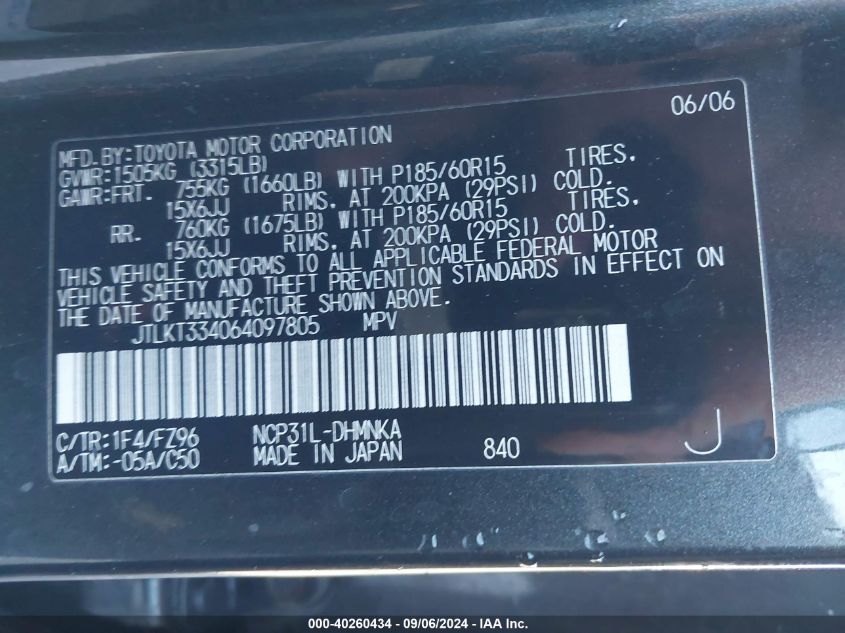 06/06
MFD.BY:TOYOTA MOTOR CORPORATION
GVWR:1505KG (3315LB)
GAWR:FRT. 755KG (1660LB) WITH P185/60R15 TIRES,
15X6JJ RIMS, AT 200KPA (29PSI) COLD.
RR. 760KG (1675LB) WITH P185/60R15 TIRES,
15X6JJ RIMS, AT 200KPA (29PSI) COLD.
THIS VEHICLE CONFORMS TO ALL APPLICABLE FEDERAL MOTOR
VEHICLE SAFETY AND THEFT PREVENTION STANDARDS IN EFFECT ON
THE DATE OF MANUFACTURE SHOWN ABOVE.
JTLKT334064097805 MPV
C/TR:1F4/FZ96 NCP31L-DHMNKA
A/TM:-05A/C50 MADE IN JAPAN 840 J
000-40260434 - 09/06/2024 - IAA Inc.